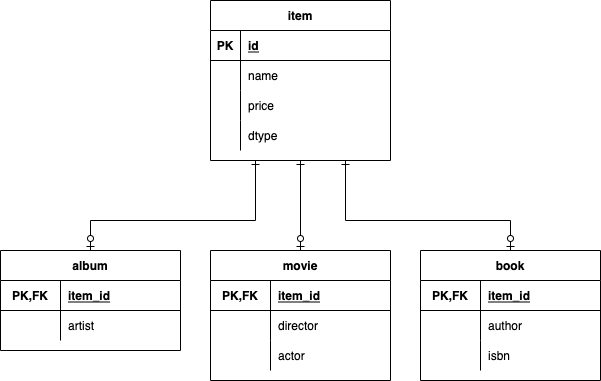 item
PK id
name
price
dtype
album
PK,FK item_id
artist
movie
PK,FK item_id
director
actor
book
PK,FK item_id
author
isbn